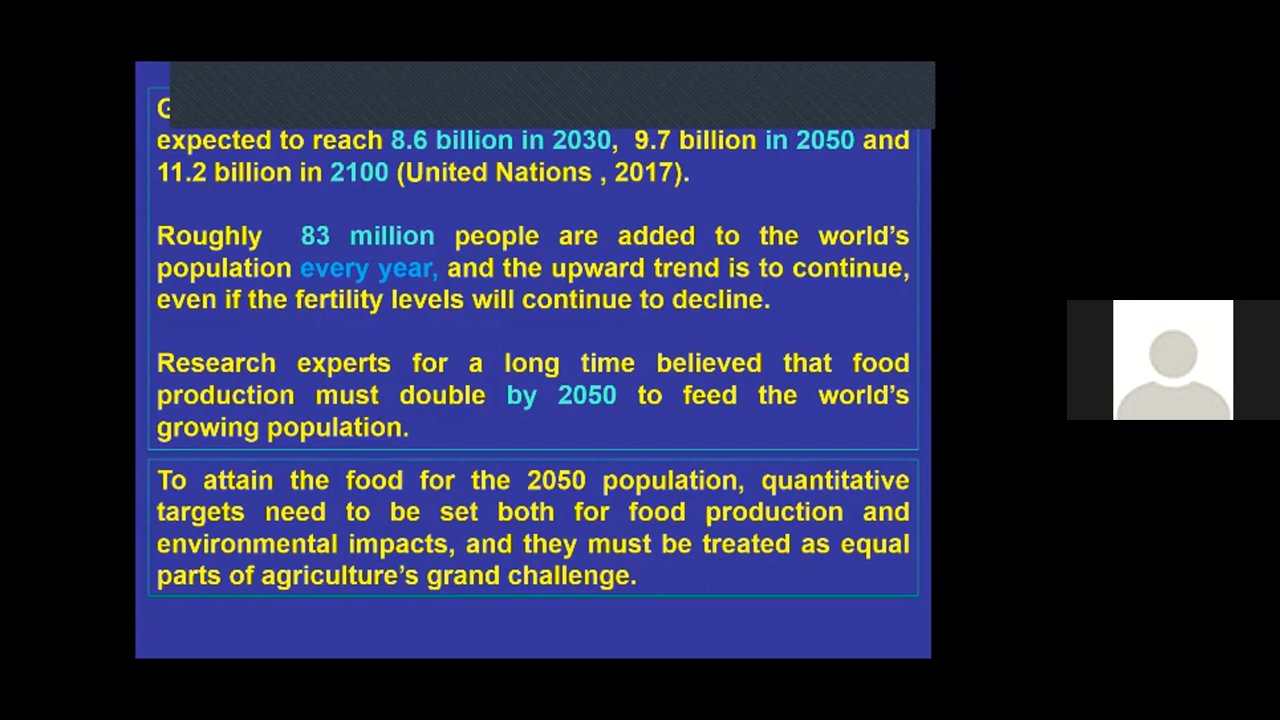 expected to reach 8.6 billion in 2030, 9.7 billion in 2050 and
11.2 billion in 2100 (United Nations , 2017).
Roughly 83 million people are added to the world’s
population every year, and the upward trend is to continue,
even if the fertility levels will continue to decline.
Research experts for a long time believed that food
production must double by 2050 to feed the world’s
growing population.
To attain the food for the 2050 population, quantitative
targets need to be set both for food production and
environmental impacts, and they must be treated as equal
parts of agriculture’s grand challenge.